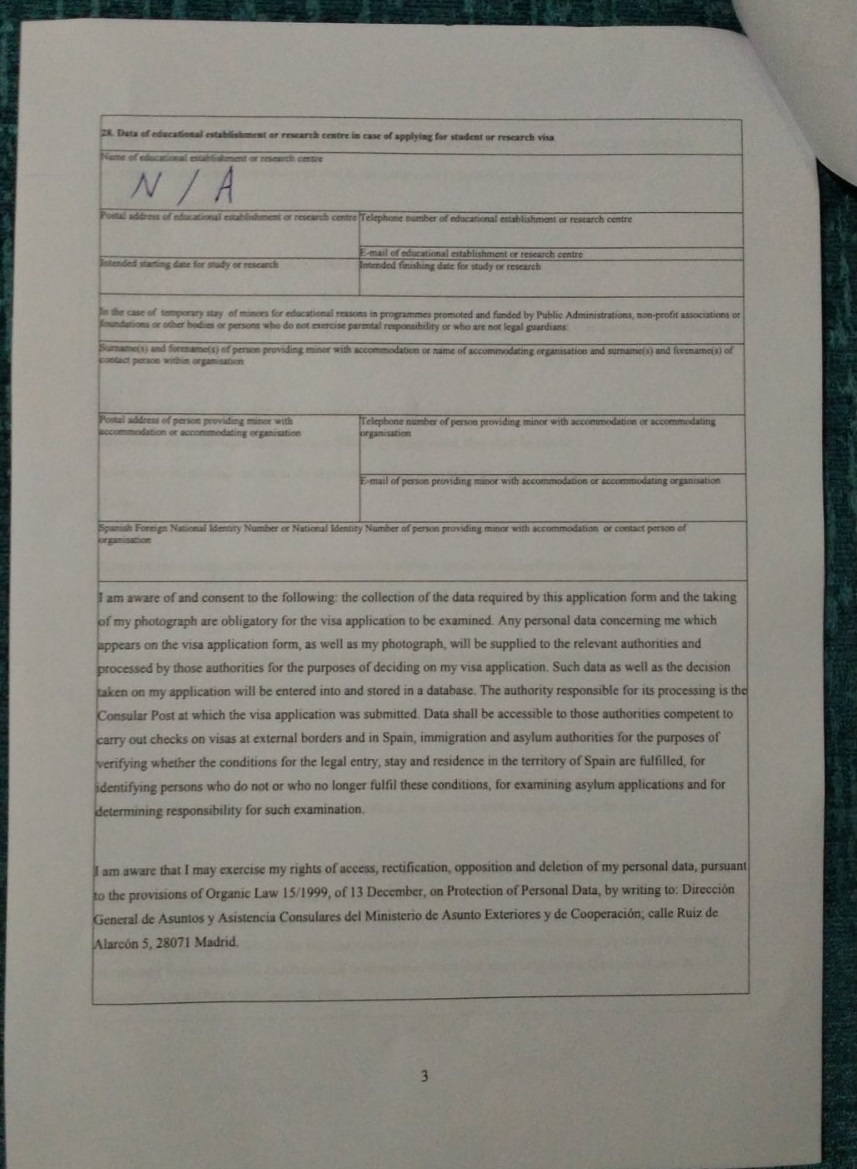 28. Data of educational establishment or research centre in case of applying for student or research visa
Name of educational establishment or research centre
N / A
Postal address of educational establishment or research centre
Telephone number of educational establishment or research centre
E-mail of educational establishment or research centre
Intended starting date for study or research
Intended finishing date for study or research
In the case of temporary stay of minors for educational reasons in programmes promoted and funded by Public Administrations, non-profit associations or
foundations or other bodies or persons who do not exercise parental responsibility or who are not legal guardians:
Surname(s) and forename(s) of person providing minor with accommodation or name of accommodating organisation and surname(s) and forename(s) of
contact person within organisation
Postal address of person providing minor with
accommodation or accommodating organisation
Telephone number of person providing minor with accommodation or accommodating
organisation
E-mail of person providing minor with accommodation or accommodating organisation
Spanish Foreign National Identity Number or National Identity Number of person providing minor with accommodation or contact person of
organisation
I am aware of and consent to the following: the collection of the data required by this application form and the taking
of my photograph are obligatory for the visa application to be examined. Any personal data concerning me which
appears on the visa application form, as well as my photograph, will be supplied to the relevant authorities and
processed by those authorities for the purposes of deciding on my visa application. Such data as well as the decision
taken on my application will be entered into and stored in a database. The authority responsible for its processing is the
Consular Post at which the visa application was submitted. Data shall be accessible to those authorities competent to
carry out checks on visas at external borders and in Spain, immigration and asylum authorities for the purposes of
verifying whether the conditions for the legal entry, stay and residence in the territory of Spain are fulfilled, for
identifying persons who do not or who no longer fulfil these conditions, for examining asylum applications and for
determining responsibility for such examination.
I am aware that I may exercise my rights of access, rectification, opposition and deletion of my personal data, pursuant
to the provisions of Organic Law 15/1999, of 13 December, on Protection of Personal Data, by writing to: Dirección
General de Asuntos y Asistencia Consulares del Ministerio de Asunto Exteriores y de Cooperación; calle Ruiz de
Alarcón 5, 28071 Madrid.
3